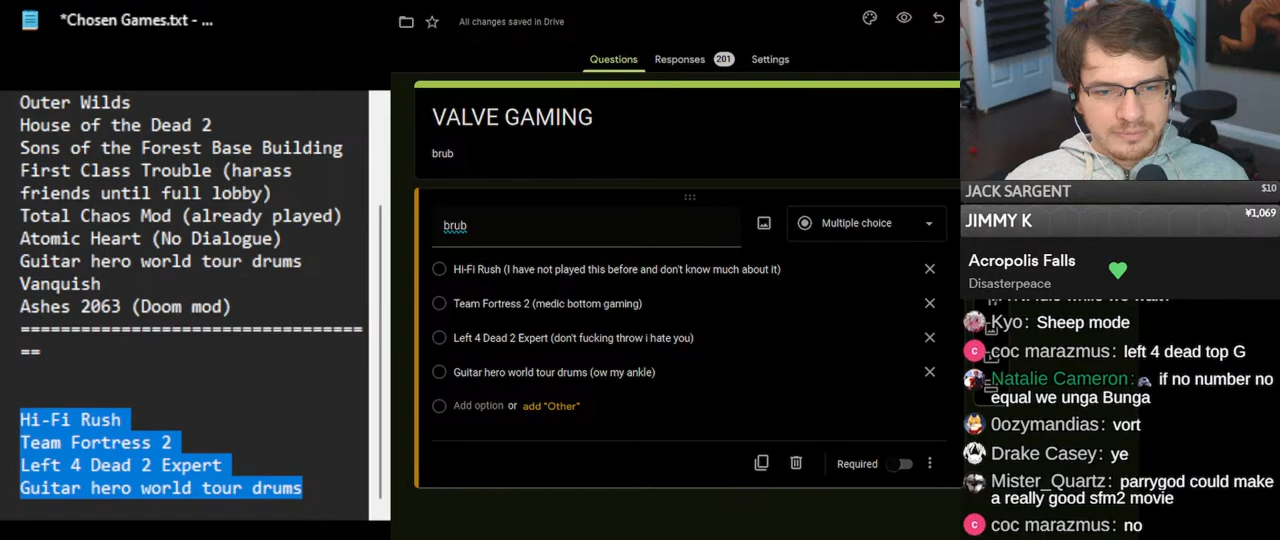 *Chosen Games.txt - ...
Outer Wilds
House of the Dead 2
Sons of the Forest Base Building
First Class Trouble (harass
friends until full lobby)
Total Chaos Mod (already played)
Atomic Heart (No Dialogue)
Guitar hero world tour drums
Vanquish
Ashes 2063 (Doom mod)
==================================
==
Hi-Fi Rush
Team Fortress 2
Left 4 Dead 2 Expert
Guitar hero world tour drums
All changes saved in Drive
Questions
Responses 201
Settings
VALVE GAMING
brub
brub
Multiple choice
Hi-Fi Rush (I have not played this before and don't know much about it)
Team Fortress 2 (medic bottom gaming)
Left 4 Dead 2 Expert (don't fucking throw i hate you)
Guitar hero world tour drums (ow my ankle)
Add option or add "Other"
Required
JACK SARGENT $10
JIMMY K ¥1,069
Acropolis Falls
Disasterpeace
Kyo: Sheep mode
coc marazmus: left 4 dead top G
Natalie Cameron: if no number no
equal we unga Bunga
0ozymandias: vort
Drake Casey: ye
Mister_Quartz: parrygod could make
a really good sfm2 movie
coc marazmus: no